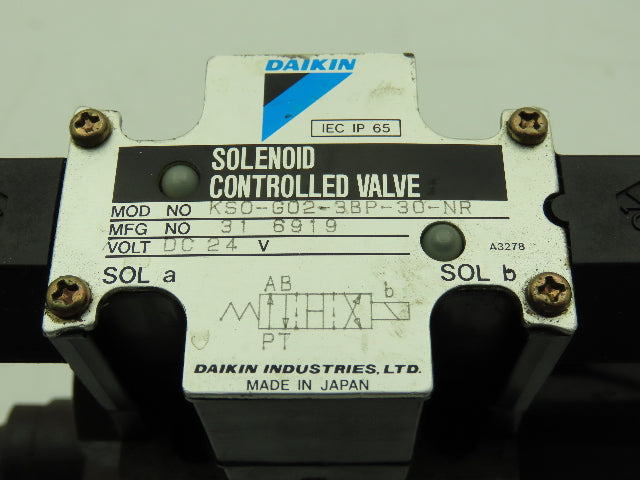 DAIKIN
IEC IP 65
SOLENOID
CONTROLLED VALVE
MOD NO KSO-G02-3BP-30-NR
MFG NO 31 6919
VOLT DC 24 V
A3278
SOL a
SOL b
AB
b
PT
DAIKIN INDUSTRIES, LTD.
MADE IN JAPAN